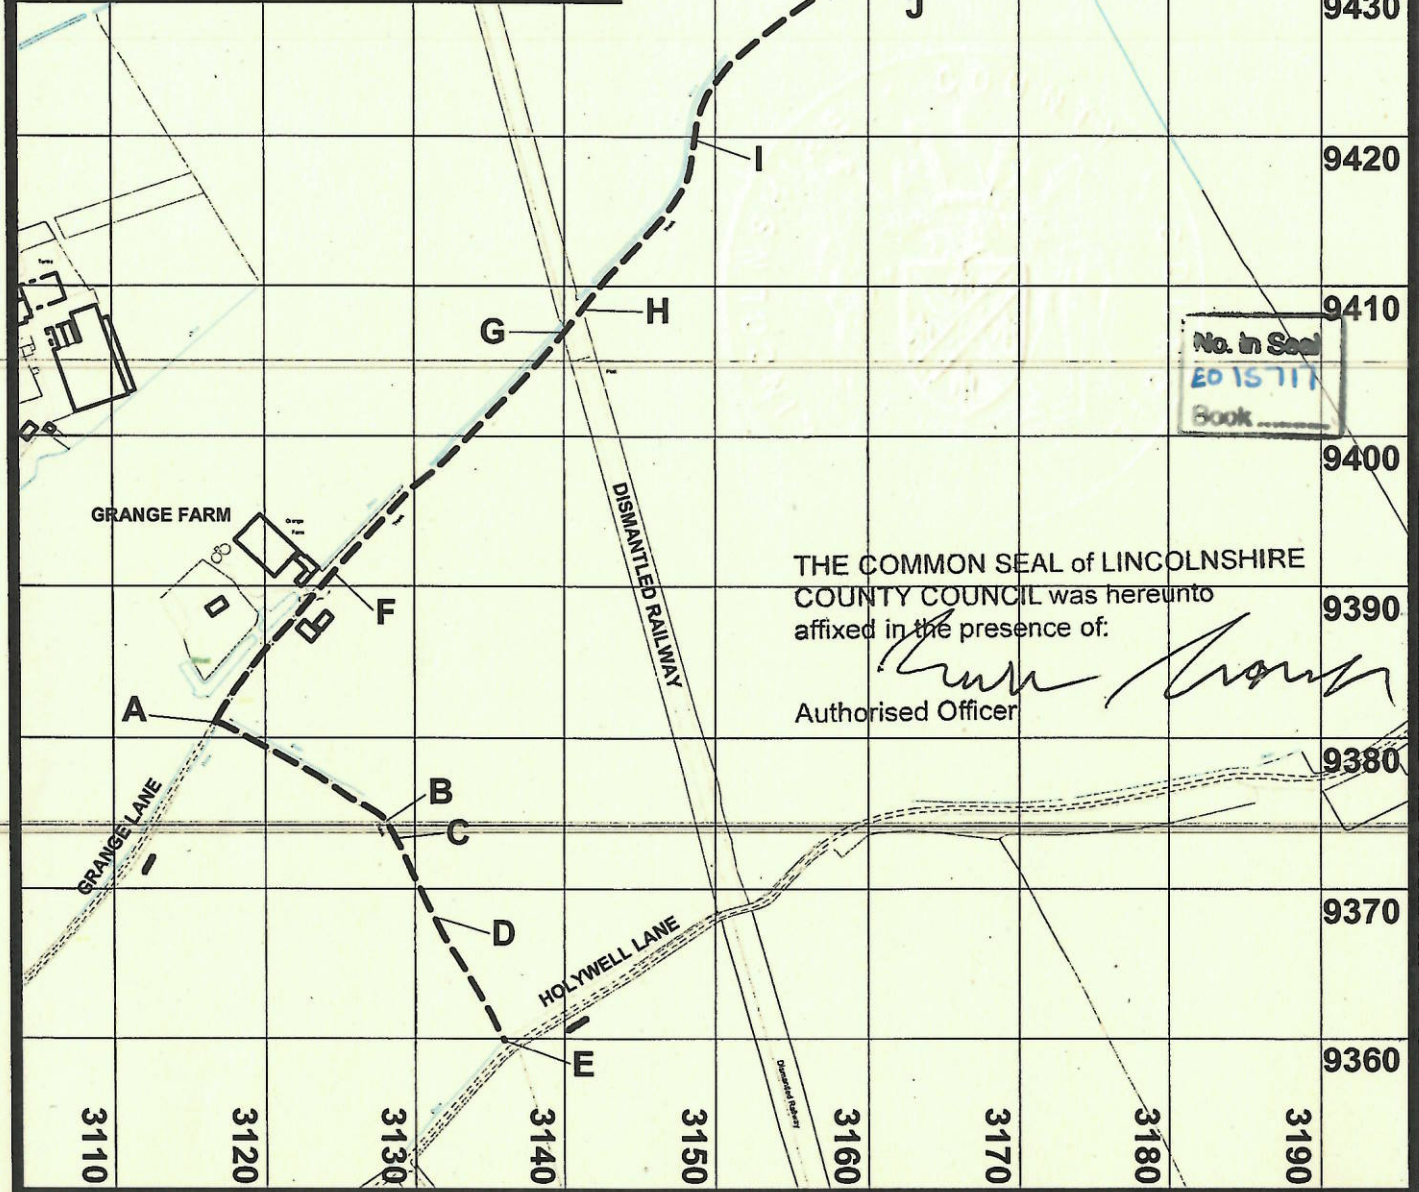 J
9430
I
9420
H
G
9410
No. in Seal
EO 15717
Book
9400
GRANGE FARM
DISMANTLED RAILWAY
THE COMMON SEAL of LINCOLNSHIRE
COUNTY COUNCIL was hereunto
affixed in the presence of:
Authorised Officer
F
9390
A
9380
B
C
GRANGE LANE
9370
D
HOLYWELL LANE
E
9360
Dismantled Railway
3110
3120
3130
3140
3150
3160
3170
3180
3190